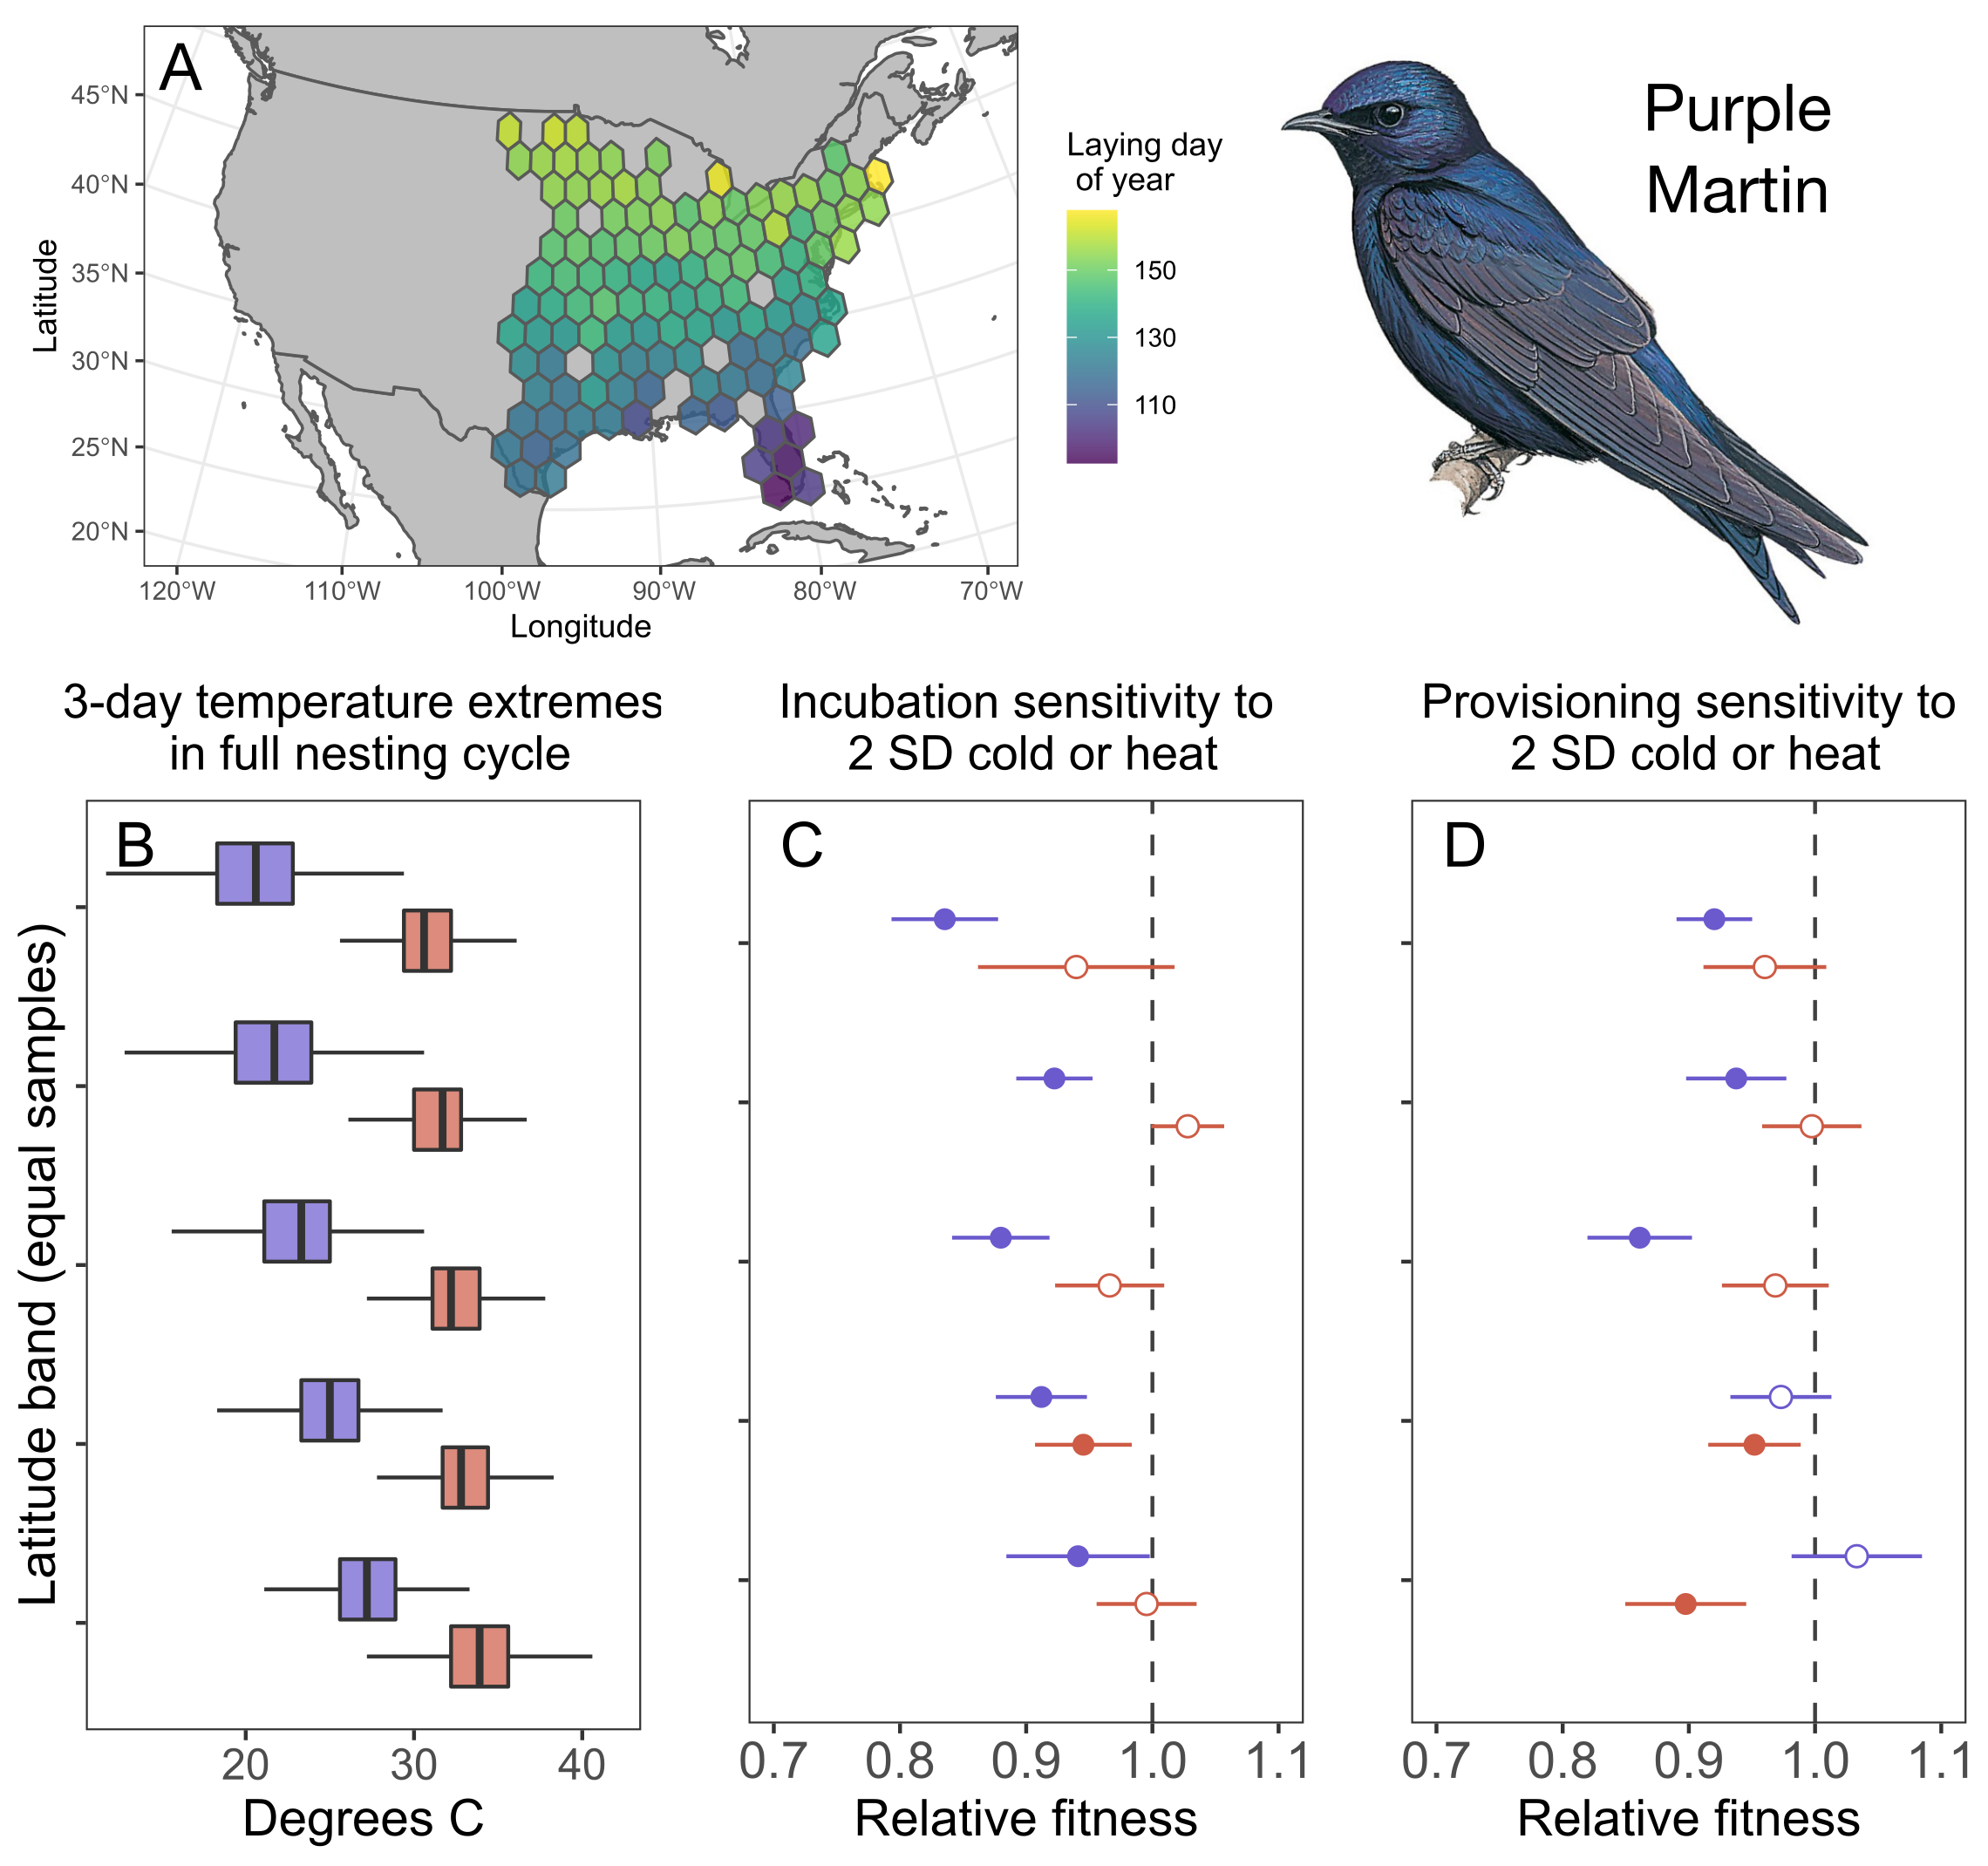 A
45°N
40°N
35°N
30°N
25°N
20°N
Latitude
120°W 110°W 100°W 90°W 80°W 70°W
Longitude
Laying day
of year
150
130
110
Purple
Martin
3-day temperature extremes
in full nesting cycle
Incubation sensitivity to
2 SD cold or heat
Provisioning sensitivity to
2 SD cold or heat
Latitude band (equal samples)
B
20 30 40
Degrees C
C
0.7 0.8 0.9 1.0 1.1
Relative fitness
D
0.7 0.8 0.9 1.0 1.1
Relative fitness